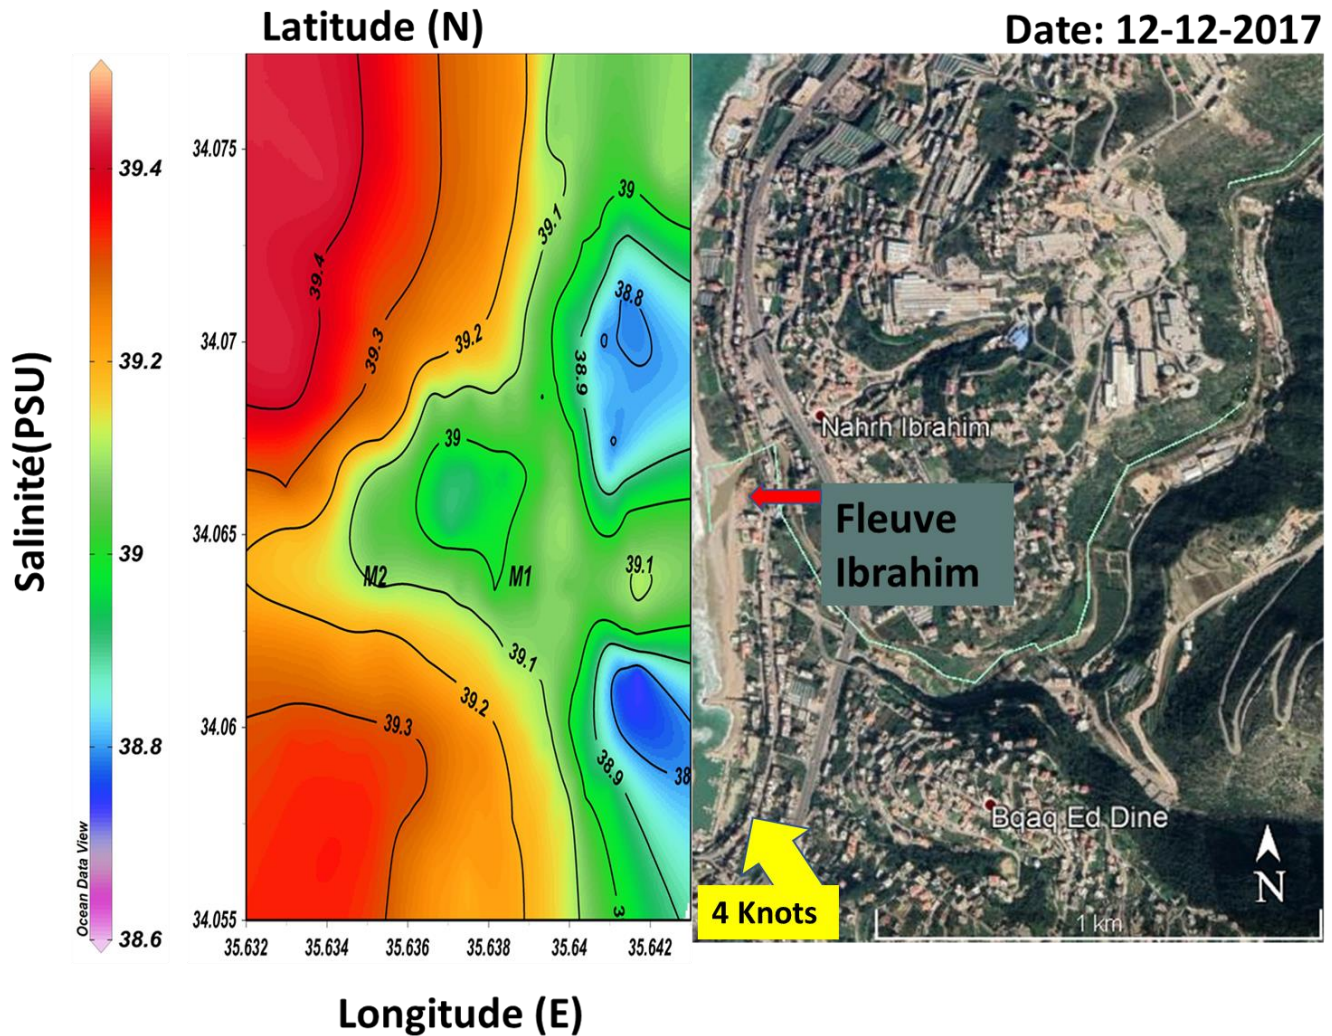 Latitude (N)
Date: 12-12-2017
Salinité(PSU)
39.4
39.2
39
38.8
38.6
Ocean Data View
34.075
34.07
34.065
34.06
34.055
35.632
35.634
35.636
35.638
35.64
35.642
39.4
39.3
39.2
39.1
39
38.8
38.9
39
M2
M1
39.1
39.1
39.2
39.3
38.9
38
3
Nahrh Ibrahim
Fleuve
Ibrahim
Bqaq Ed Dine
4 Knots
N
1 km
Longitude (E)